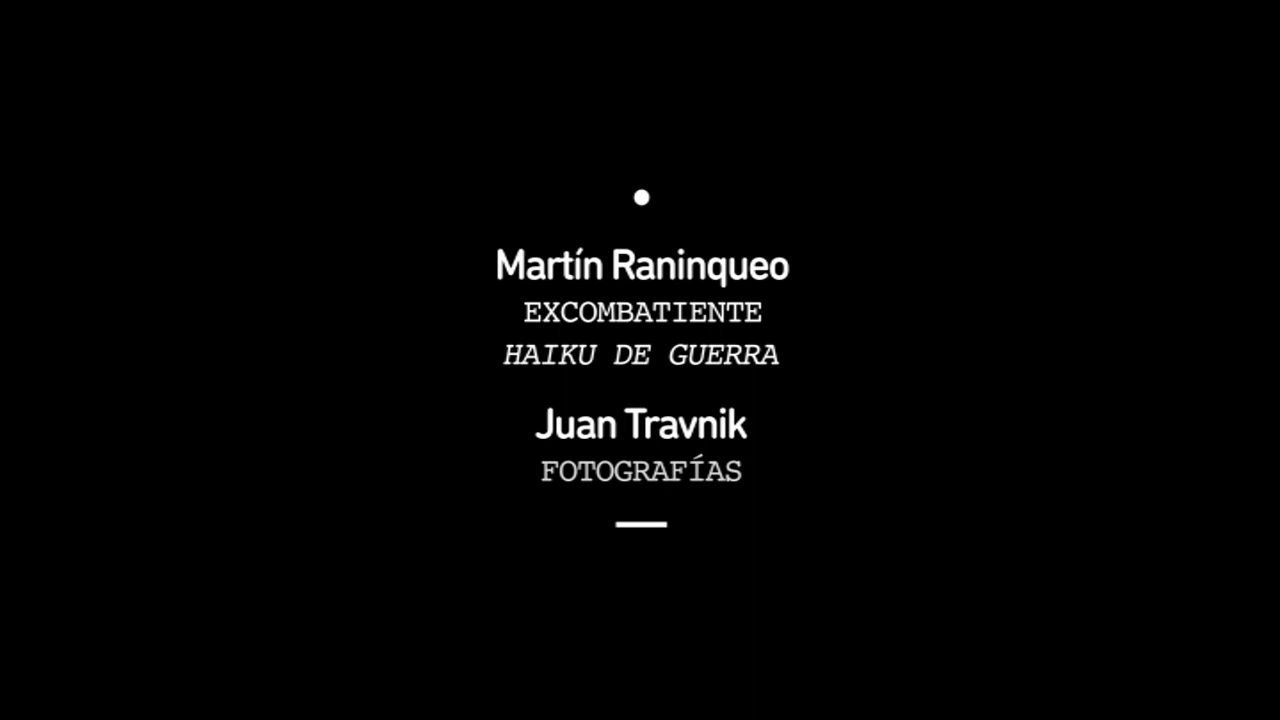 Martín Raninqueo
EXCOMBATIENTE
HAIKU DE GUERRA
Juan Travnik
FOTOGRAFÍAS